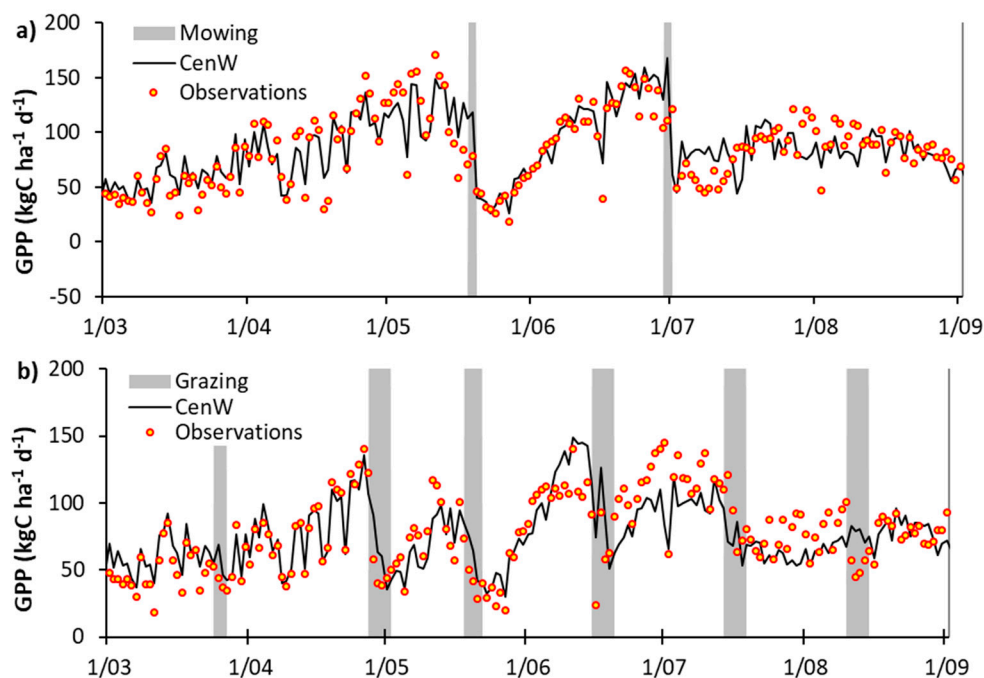 a)
200
150
100
50
0
-50
GPP (kgC ha⁻¹ d⁻¹)
Mowing
CenW
Observations
1/03 1/04 1/05 1/06 1/07 1/08 1/09
b)
200
150
100
50
0
GPP (kgC ha⁻¹ d⁻¹)
Grazing
CenW
Observations
1/03 1/04 1/05 1/06 1/07 1/08 1/09